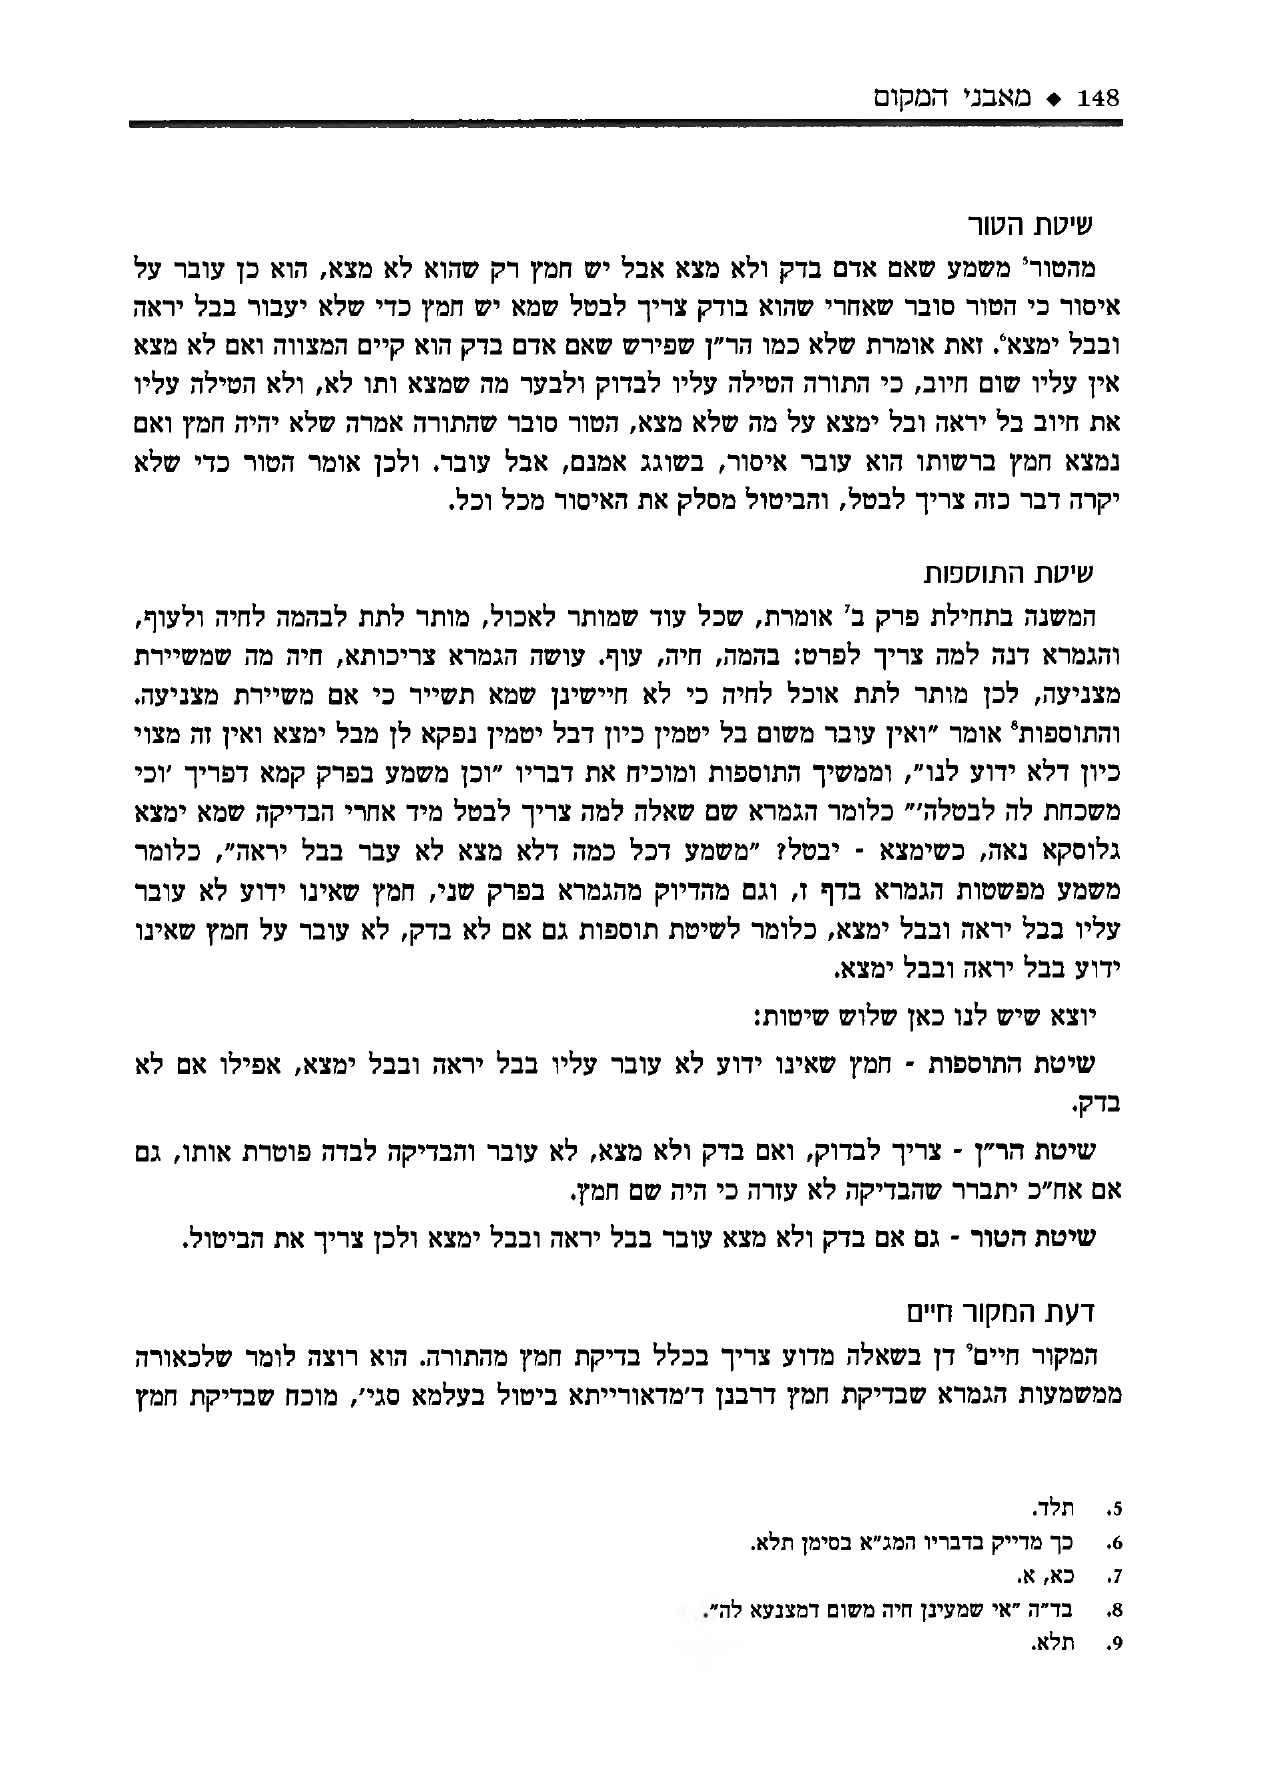 148 ◆ מאבני המקום
שיטת הטור
מהטור⁵ משמע שאם אדם בדק ולא מצא אבל יש חמץ רק שהוא לא מצא, הוא כן עובר על
איסור כי הטור סובר שאחרי שהוא בודק צריך לבטל שמא יש חמץ כדי שלא יעבור בבל יראה
ובבל ימצא⁶. זאת אומרת שלא כמו הר״ן שפירש שאם אדם בדק הוא קיים המצווה ואם לא מצא
אין עליו שום חיוב, כי התורה הטילה עליו לבדוק ולבער מה שמצא ותו לא, ולא הטילה עליו
את חיוב בל יראה ובל ימצא על מה שלא מצא, הטור סובר שהתורה אמרה שלא יהיה חמץ ואם
נמצא חמץ ברשותו הוא עובר איסור, בשוגג אמנם, אבל עובר. ולכן אומר הטור כדי שלא
יקרה דבר כזה צריך לבטל, והביטול מסלק את האיסור מכל וכל.
שיטת התוספות
המשנה בתחילת פרק ב׳⁷ אומרת, שכל עוד שמותר לאכול, מותר לתת לבהמה לחיה ולעוף,
והגמרא דנה למה צריך לפרט: בהמה, חיה, עוף. עושה הגמרא צריכותא, חיה מה שמשיירת
מצניעה, לכן מותר לתת אוכל לחיה כי לא חיישינן שמא תשייר כי אם משיירת מצניעה.
והתוספות⁸ אומר ״ואין עובר משום בל יטמין כיון דבל יטמין נפקא לן מבל ימצא ואין זה מצוי
כיון דלא ידוע לנו״, וממשיך התוספות ומוכיח את דבריו ״וכן משמע בפרק קמא דפריך ׳וכי
משכחת לה לבטלה׳״ כלומר הגמרא שם שאלה למה צריך לבטל מיד אחרי הבדיקה שמא ימצא
גלוסקא נאה, כשימצא - יבטל? ״משמע דכל כמה דלא מצא לא עבר בבל יראה״, כלומר
משמע מפשטות הגמרא בדף ז, וגם מהדיוק מהגמרא בפרק שני, חמץ שאינו ידוע לא עובר
עליו בבל יראה ובבל ימצא, כלומר לשיטת תוספות גם אם לא בדק, לא עובר על חמץ שאינו
ידוע בבל יראה ובבל ימצא.
יוצא שיש לנו כאן שלוש שיטות:
שיטת התוספות - חמץ שאינו ידוע לא עובר עליו בבל יראה ובבל ימצא, אפילו אם לא
בדק.
שיטת הר״ן - צריך לבדוק, ואם בדק ולא מצא, לא עובר והבדיקה לבדה פוטרת אותו, גם
אם אח״כ יתברר שהבדיקה לא עזרה כי היה שם חמץ.
שיטת הטור - גם אם בדק ולא מצא עובר בבל יראה ובבל ימצא ולכן צריך את הביטול.
דעת המקור חיים
המקור חיים⁹ דן בשאלה מדוע צריך בכלל בדיקת חמץ מהתורה. הוא רוצה לומר שלכאורה
ממשמעות הגמרא שבדיקת חמץ דרבנן ד׳מדאורייתא ביטול בעלמא סגי׳, מוכח שבדיקת חמץ
5. תלד.
6. כך מדייק בדבריו המג״א בסימן תלא.
7. כא, א.
8. בד״ה ״אי שמעינן חיה משום דמצנעא לה״.
9. תלא.